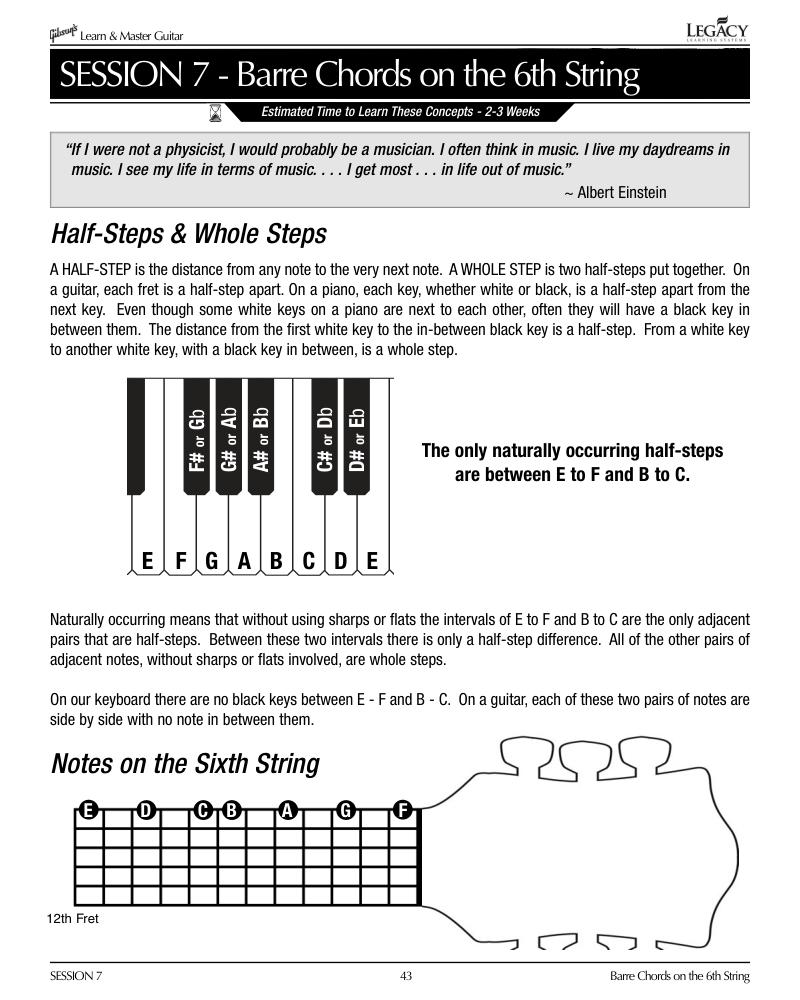 Gibson's Learn & Master Guitar
LEGACY
LEARNING SYSTEMS
SESSION 7 - Barre Chords on the 6th String
Estimated Time to Learn These Concepts - 2-3 Weeks
“If I were not a physicist, I would probably be a musician. I often think in music. I live my daydreams in
music. I see my life in terms of music. . . . I get most . . . in life out of music.”
~ Albert Einstein
Half-Steps & Whole Steps
A HALF-STEP is the distance from any note to the very next note. A WHOLE STEP is two half-steps put together. On
a guitar, each fret is a half-step apart. On a piano, each key, whether white or black, is a half-step apart from the
next key. Even though some white keys on a piano are next to each other, often they will have a black key in
between them. The distance from the first white key to the in-between black key is a half-step. From a white key
to another white key, with a black key in between, is a whole step.
F# or Gb
G# or Ab
A# or Bb
C# or Db
D# or Eb
E F G A B C D E
The only naturally occurring half-steps
are between E to F and B to C.
Naturally occurring means that without using sharps or flats the intervals of E to F and B to C are the only adjacent
pairs that are half-steps. Between these two intervals there is only a half-step difference. All of the other pairs of
adjacent notes, without sharps or flats involved, are whole steps.
On our keyboard there are no black keys between E - F and B - C. On a guitar, each of these two pairs of notes are
side by side with no note in between them.
Notes on the Sixth String
E D C B A G F
12th Fret
SESSION 7 43 Barre Chords on the 6th String